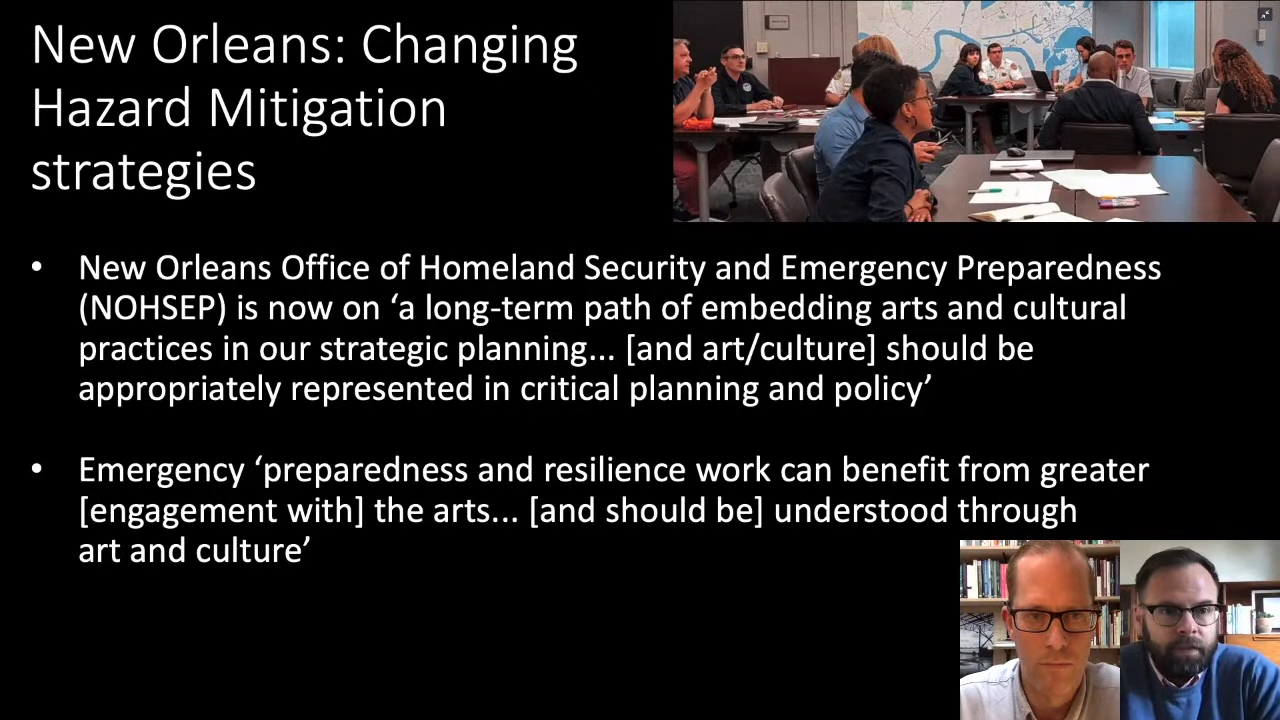 New Orleans: Changing
Hazard Mitigation
strategies
• New Orleans Office of Homeland Security and Emergency Preparedness
(NOHSEP) is now on ‘a long-term path of embedding arts and cultural
practices in our strategic planning... [and art/culture] should be
appropriately represented in critical planning and policy’
• Emergency ‘preparedness and resilience work can benefit from greater
[engagement with] the arts... [and should be] understood through
art and culture’